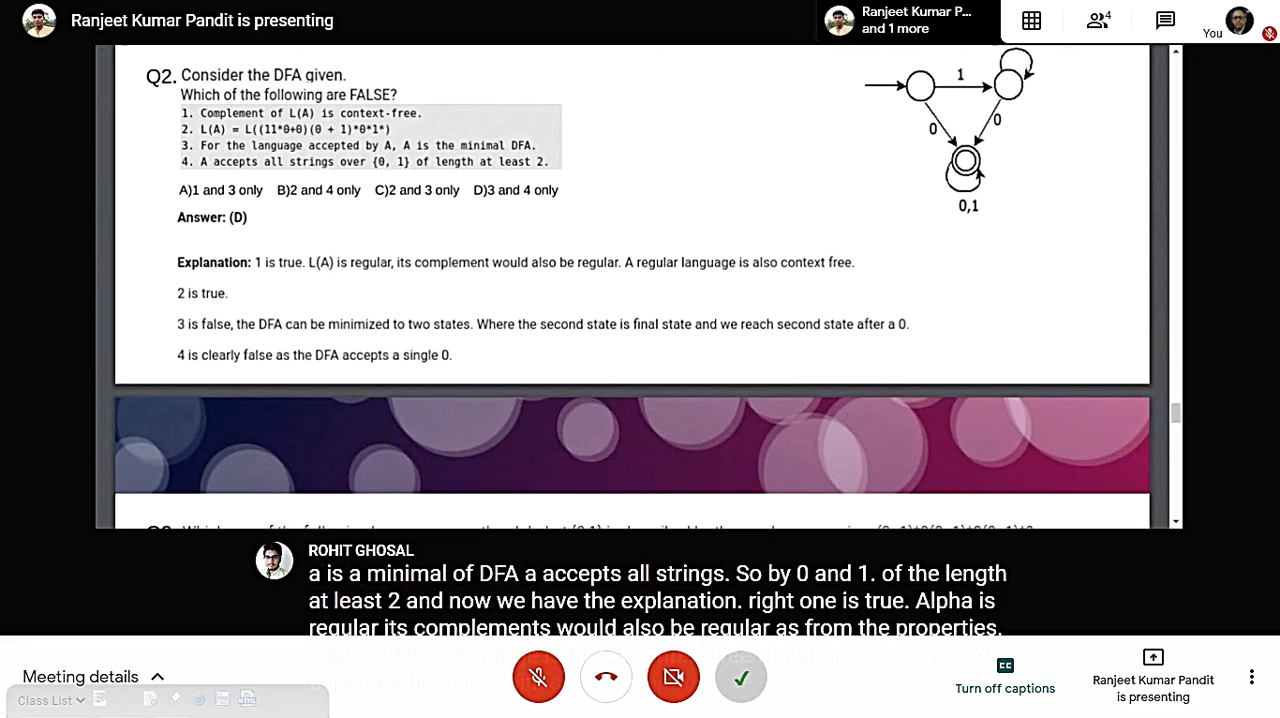 Ranjeet Kumar Pandit is presenting
Ranjeet Kumar P...
and 1 more
4
You
Q2. Consider the DFA given.
Which of the following are FALSE?
1. Complement of L(A) is context-free.
2. L(A) = L((11*0+0)(0 + 1)*0*1*)
3. For the language accepted by A, A is the minimal DFA.
4. A accepts all strings over {0, 1} of length at least 2.
A)1 and 3 only B)2 and 4 only C)2 and 3 only D)3 and 4 only
Answer: (D)
1
0
0
0,1
Explanation: 1 is true. L(A) is regular, its complement would also be regular. A regular language is also context free.
2 is true.
3 is false, the DFA can be minimized to two states. Where the second state is final state and we reach second state after a 0.
4 is clearly false as the DFA accepts a single 0.
ROHIT GHOSAL
a is a minimal of DFA a accepts all strings. So by 0 and 1. of the length
at least 2 and now we have the explanation. right one is true. Alpha is
regular its complements would also be regular as from the properties.
Meeting details
Class List
CC
Turn off captions
Ranjeet Kumar Pandit
is presenting